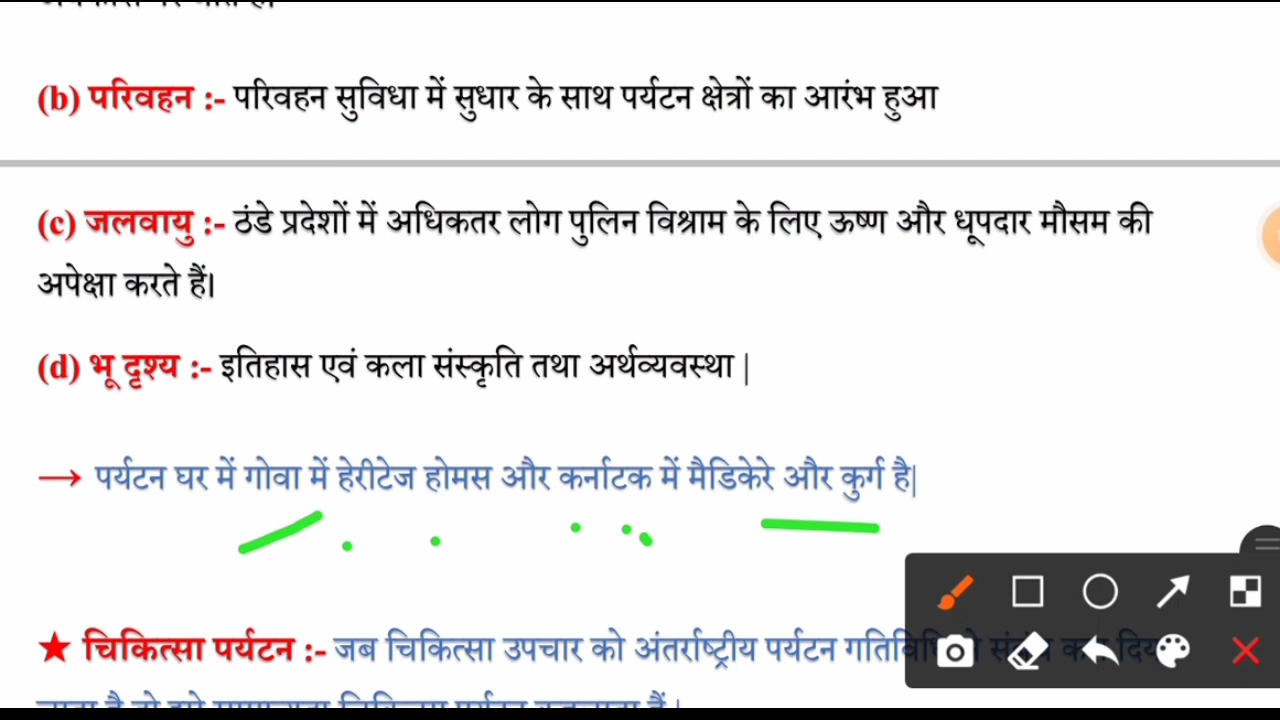 (b) परिवहन :- परिवहन सुविधा में सुधार के साथ पर्यटन क्षेत्रों का आरंभ हुआ
(c) जलवायु :- ठंडे प्रदेशों में अधिकतर लोग पुलिन विश्राम के लिए ऊष्ण और धूपदार मौसम की
अपेक्षा करते हैं।
(d) भू दृश्य :- इतिहास एवं कला संस्कृति तथा अर्थव्यवस्था |
→ पर्यटन घर में गोवा में हेरीटेज होमस और कर्नाटक में मैडिकेरे और कुर्ग है|
★ चिकित्सा पर्यटन :- जब चिकित्सा उपचार को अंतर्राष्ट्रीय पर्यटन